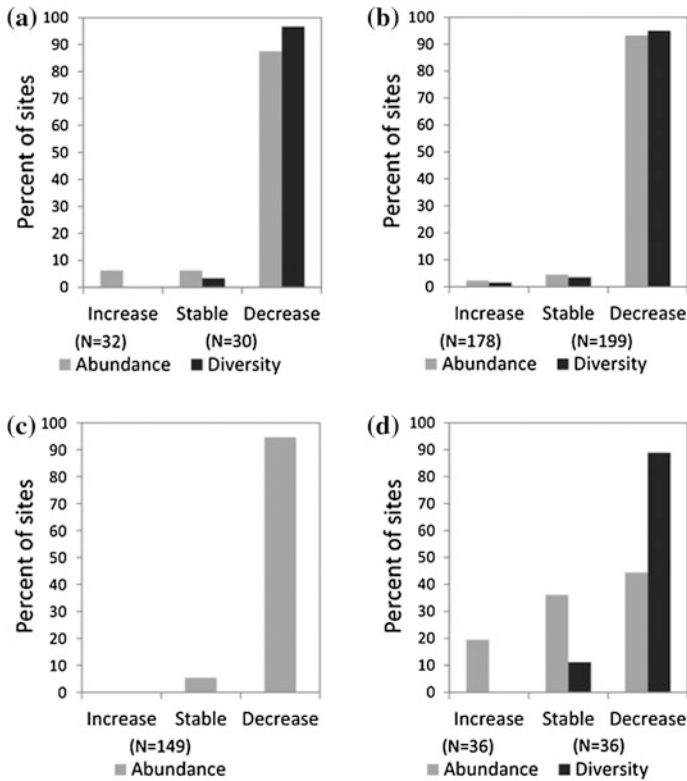 (a)
Percent of sites
100
90
80
70
60
50
40
30
20
10
0
Increase Stable Decrease
(N=32) (N=30)
Abundance Diversity
(b)
Percent of sites
100
90
80
70
60
50
40
30
20
10
0
Increase Stable Decrease
(N=178) (N=199)
Abundance Diversity
(c)
Percent of sites
100
90
80
70
60
50
40
30
20
10
0
Increase Stable Decrease
(N=149)
Abundance
(d)
Percent of sites
100
90
80
70
60
50
40
30
20
10
0
Increase Stable Decrease
(N=36) (N=36)
Abundance Diversity